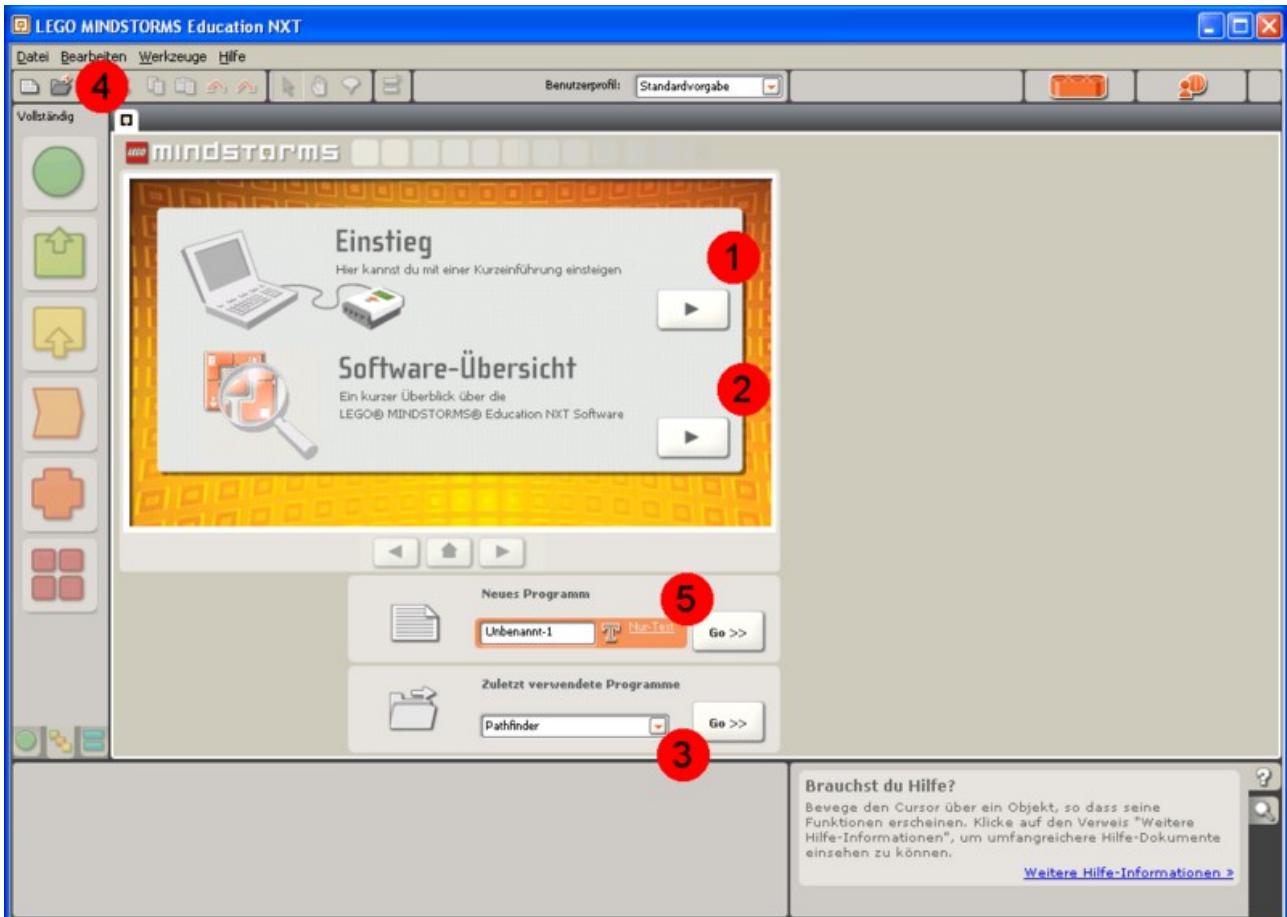 LEGO MINDSTORMS Education NXT
Datei Bearbeiten Werkzeuge Hilfe
4
Benutzerprofil: Standardvorgabe
Vollständig
LEGO mindstorms
Einstieg
Hier kannst du mit einer Kurzeinführung einsteigen
1
Software-Übersicht
Ein kurzer Überblick über die
LEGO® MINDSTORMS® Education NXT Software
2
Neues Programm
5
Unbenannt-1 T Nur-Text Go >>
Zuletzt verwendete Programme
Pathfinder Go >>
3
Brauchst du Hilfe?
Bewege den Cursor über ein Objekt, so dass seine
Funktionen erscheinen. Klicke auf den Verweis "Weitere
Hilfe-Informationen", um umfangreichere Hilfe-Dokumente
einsehen zu können.
Weitere Hilfe-Informationen »
?